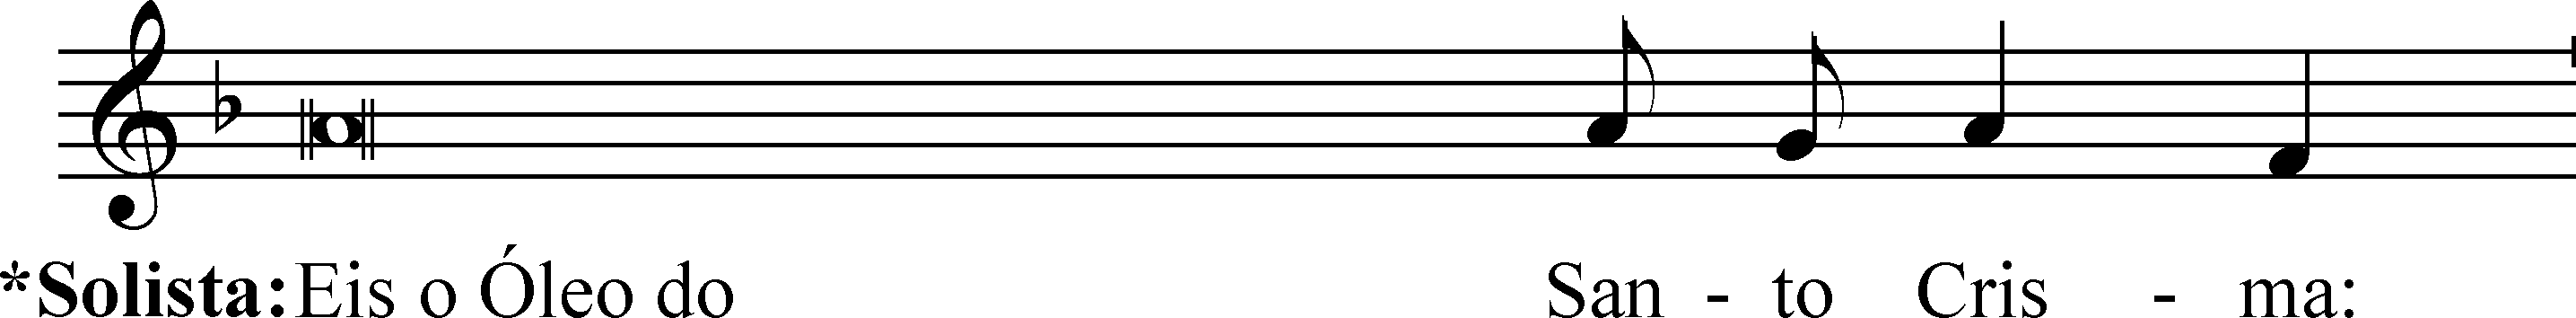 *Solista: Eis o Óleo do San - to Cris - ma: